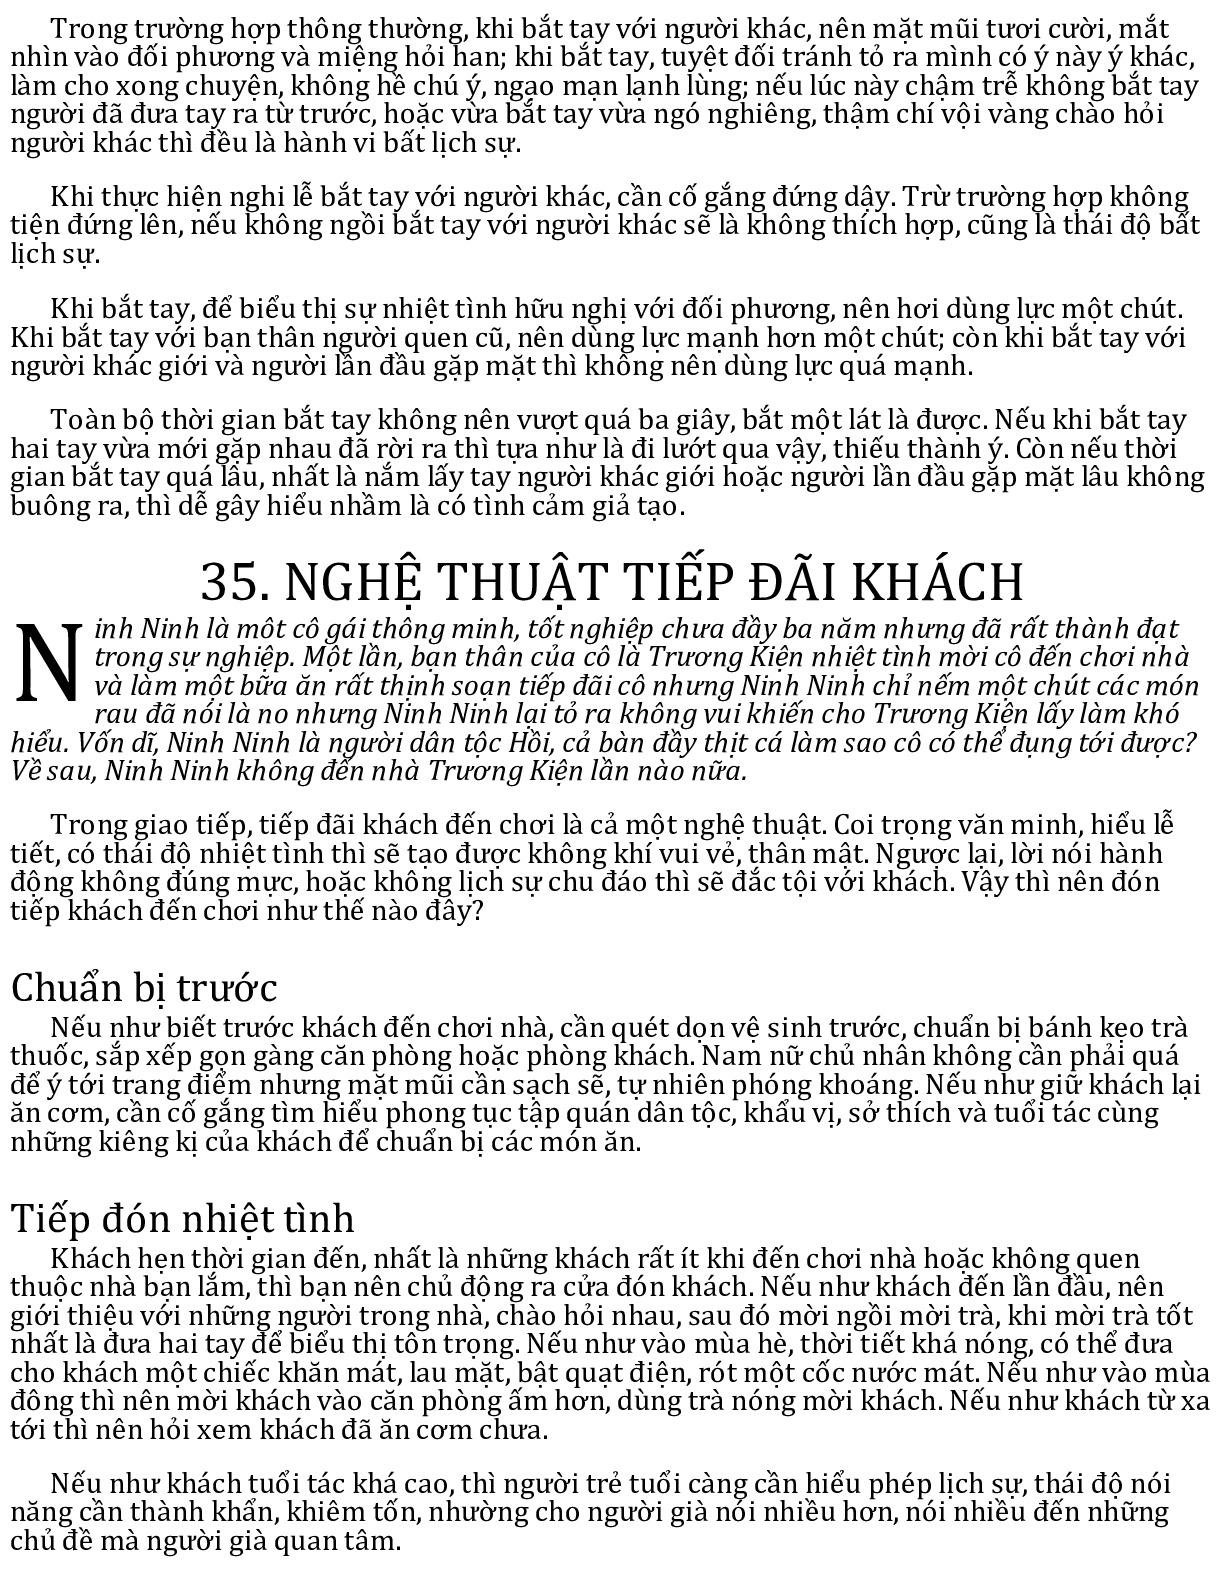 Trong trường hợp thông thường, khi bắt tay với người khác, nên mặt mũi tươi cười, mắt
nhìn vào đối phương và miệng hỏi han; khi bắt tay, tuyệt đối tránh tỏ ra mình có ý này ý khác,
làm cho xong chuyện, không hề chú ý, ngạo mạn lạnh lùng; nếu lúc này chậm trễ không bắt tay
người đã đưa tay ra từ trước, hoặc vừa bắt tay vừa ngó nghiêng, thậm chí vội vàng chào hỏi
người khác thì đều là hành vi bất lịch sự.
Khi thực hiện nghi lễ bắt tay với người khác, cần cố gắng đứng dậy. Trừ trường hợp không
tiện đứng lên, nếu không ngồi bắt tay với người khác sẽ là không thích hợp, cũng là thái độ bất
lịch sự.
Khi bắt tay, để biểu thị sự nhiệt tình hữu nghị với đối phương, nên hơi dùng lực một chút.
Khi bắt tay với bạn thân người quen cũ, nên dùng lực mạnh hơn một chút; còn khi bắt tay với
người khác giới và người lần đầu gặp mặt thì không nên dùng lực quá mạnh.
Toàn bộ thời gian bắt tay không nên vượt quá ba giây, bắt một lát là được. Nếu khi bắt tay
hai tay vừa mới gặp nhau đã rời ra thì tựa như là đi lướt qua vậy, thiếu thành ý. Còn nếu thời
gian bắt tay quá lâu, nhất là nắm lấy tay người khác giới hoặc người lần đầu gặp mặt lâu không
buông ra, thì dễ gây hiểu nhầm là có tình cảm giả tạo.
35. NGHỆ THUẬT TIẾP ĐÃI KHÁCH
Ninh Ninh là môt cô gái thông minh, tốt nghiệp chưa đầy ba năm nhưng đã rất thành đạt
trong sự nghiệp. Một lần, bạn thân của cô là Trương Kiện nhiệt tình mời cô đến chơi nhà
và làm một bữa ăn rất thịnh soạn tiếp đãi cô nhưng Ninh Ninh chỉ nếm một chút các món
rau đã nói là no nhưng Ninh Ninh lại tỏ ra không vui khiến cho Trương Kiện lấy làm khó
hiểu. Vốn dĩ, Ninh Ninh là người dân tộc Hồi, cả bàn đầy thịt cá làm sao cô có thể đụng tới được?
Về sau, Ninh Ninh không đến nhà Trương Kiện lần nào nữa.
Trong giao tiếp, tiếp đãi khách đến chơi là cả một nghệ thuật. Coi trọng văn minh, hiểu lễ
tiết, có thái độ nhiệt tình thì sẽ tạo được không khí vui vẻ, thân mật. Ngược lại, lời nói hành
động không đúng mực, hoặc không lịch sự chu đáo thì sẽ đắc tội với khách. Vậy thì nên đón
tiếp khách đến chơi như thế nào đây?
Chuẩn bị trước
Nếu như biết trước khách đến chơi nhà, cần quét dọn vệ sinh trước, chuẩn bị bánh kẹo trà
thuốc, sắp xếp gọn gàng căn phòng hoặc phòng khách. Nam nữ chủ nhân không cần phải quá
để ý tới trang điểm nhưng mặt mũi cần sạch sẽ, tự nhiên phóng khoáng. Nếu như giữ khách lại
ăn cơm, cần cố gắng tìm hiểu phong tục tập quán dân tộc, khẩu vị, sở thích và tuổi tác cùng
những kiêng kị của khách để chuẩn bị các món ăn.
Tiếp đón nhiệt tình
Khách hẹn thời gian đến, nhất là những khách rất ít khi đến chơi nhà hoặc không quen
thuộc nhà bạn lắm, thì bạn nên chủ động ra cửa đón khách. Nếu như khách đến lần đầu, nên
giới thiệu với những người trong nhà, chào hỏi nhau, sau đó mời ngồi mời trà, khi mời trà tốt
nhất là đưa hai tay để biểu thị tôn trọng. Nếu như vào mùa hè, thời tiết khá nóng, có thể đưa
cho khách một chiếc khăn mát, lau mặt, bật quạt điện, rót một cốc nước mát. Nếu như vào mùa
đông thì nên mời khách vào căn phòng ấm hơn, dùng trà nóng mời khách. Nếu như khách từ xa
tới thì nên hỏi xem khách đã ăn cơm chưa.
Nếu như khách tuổi tác khá cao, thì người trẻ tuổi càng cần hiểu phép lịch sự, thái độ nói
năng cần thành khẩn, khiêm tốn, nhường cho người già nói nhiều hơn, nói nhiều đến những
chủ đề mà người già quan tâm.